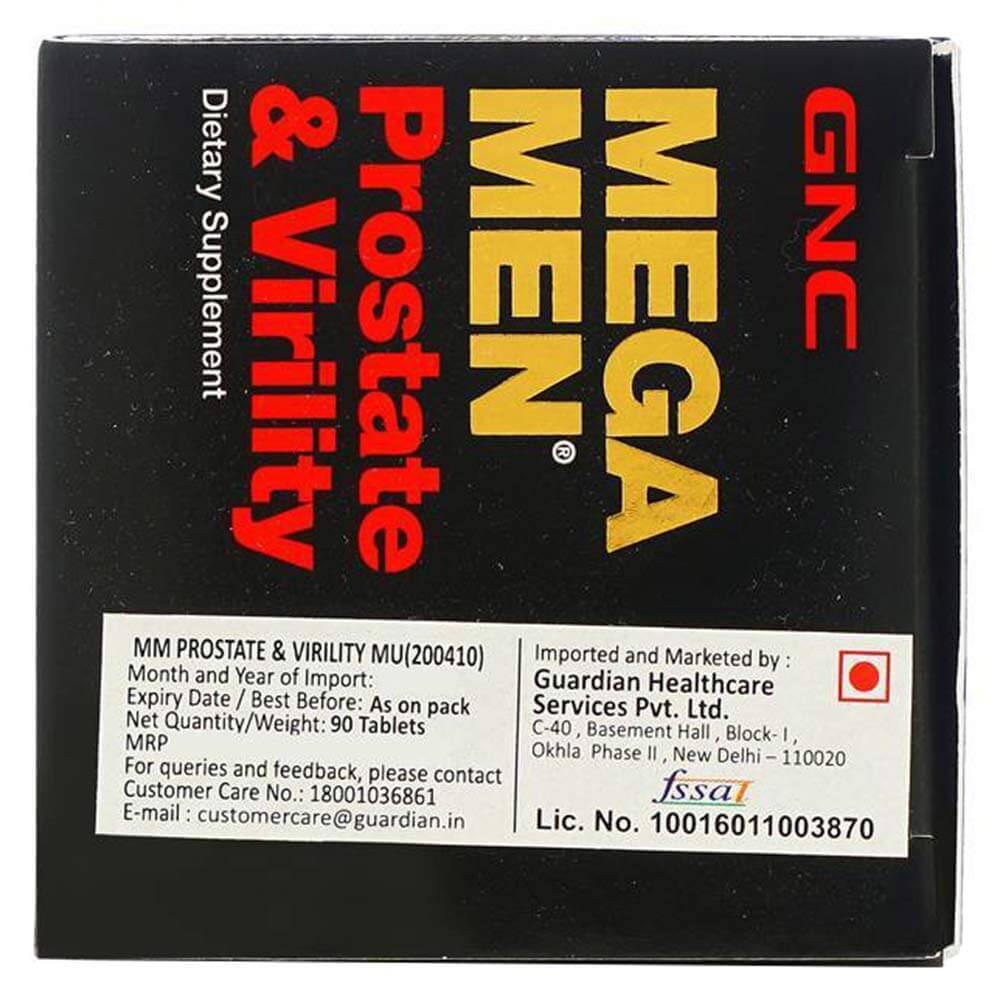 GNC
MEGA
MEN®
Prostate
& Virility
Dietary Supplement
MM PROSTATE & VIRILITY MU(200410)
Month and Year of Import:
Expiry Date / Best Before: As on pack
Net Quantity/Weight: 90 Tablets
MRP
For queries and feedback, please contact
Customer Care No.: 18001036861
E-mail : customercare@guardian.in
Imported and Marketed by :
Guardian Healthcare
Services Pvt. Ltd.
C-40 , Basement Hall , Block- I ,
Okhla Phase II , New Delhi – 110020
fssai
Lic. No. 10016011003870